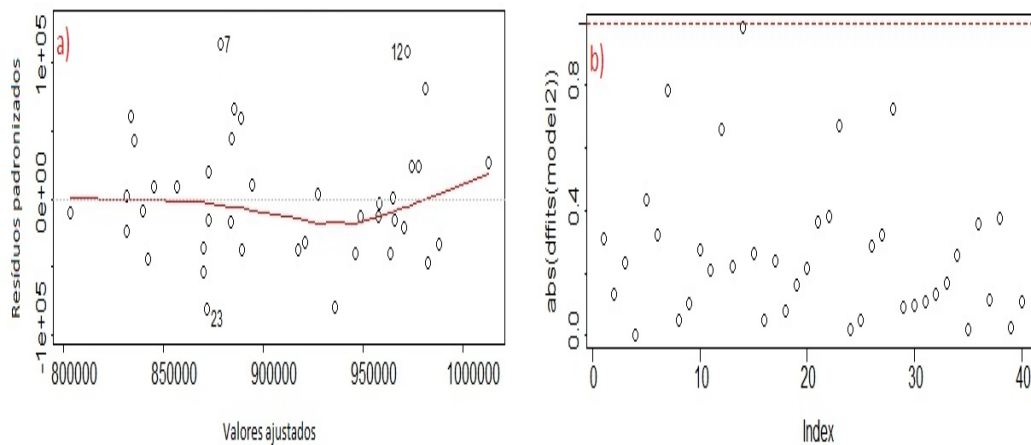 a)
Resíduos padronizados
1e+05
0e+00
-1e+05
7
12
23
800000 850000 900000 950000 1000000
Valores ajustados
b)
abs(dffits(model2))
0.8
0.4
0.0
0 10 20 30 40
Index